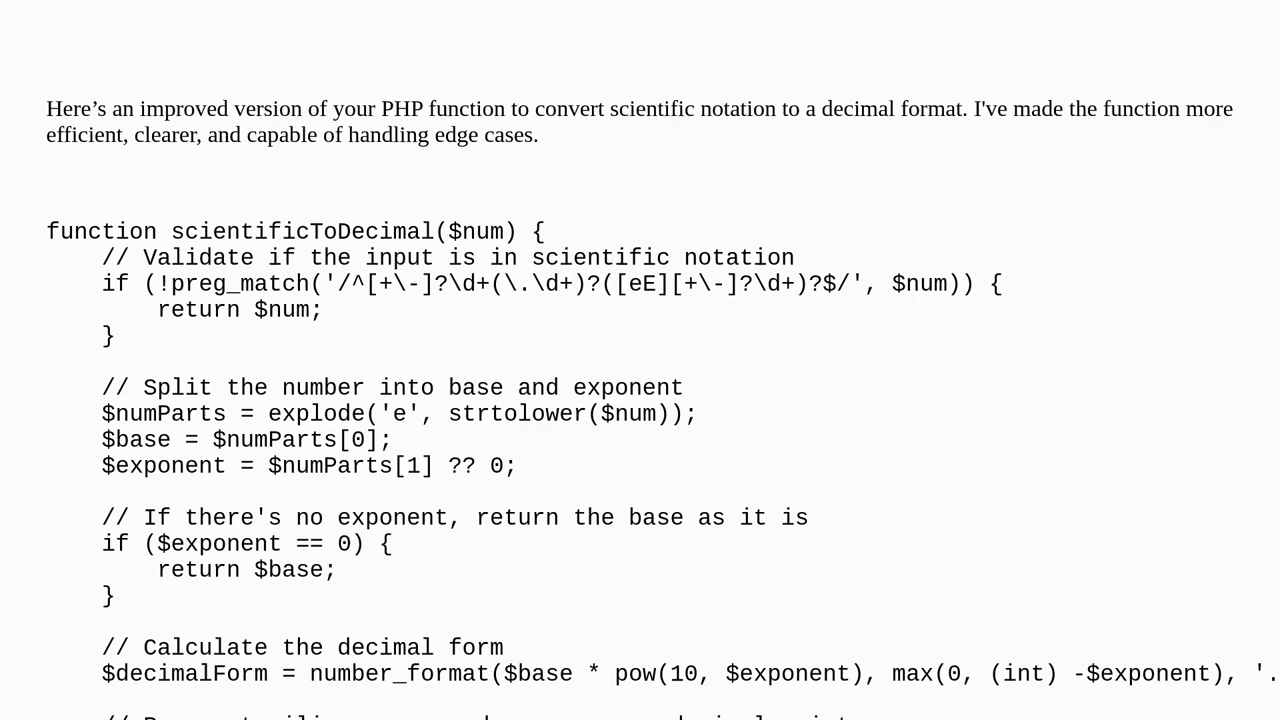 Here’s an improved version of your PHP function to convert scientific notation to a decimal format. I've made the function more
efficient, clearer, and capable of handling edge cases.
function scientificToDecimal($num) {
    // Validate if the input is in scientific notation
    if (!preg_match('/^[+\-]?\d+(\.\d+)?([eE][+\-]?\d+)?$/', $num)) {
        return $num;
    }
    // Split the number into base and exponent
    $numParts = explode('e', strtolower($num));
    $base = $numParts[0];
    $exponent = $numParts[1] ?? 0;
    // If there's no exponent, return the base as it is
    if ($exponent == 0) {
        return $base;
    }
    // Calculate the decimal form
    $decimalForm = number_format($base * pow(10, $exponent), max(0, (int) -$exponent), '.